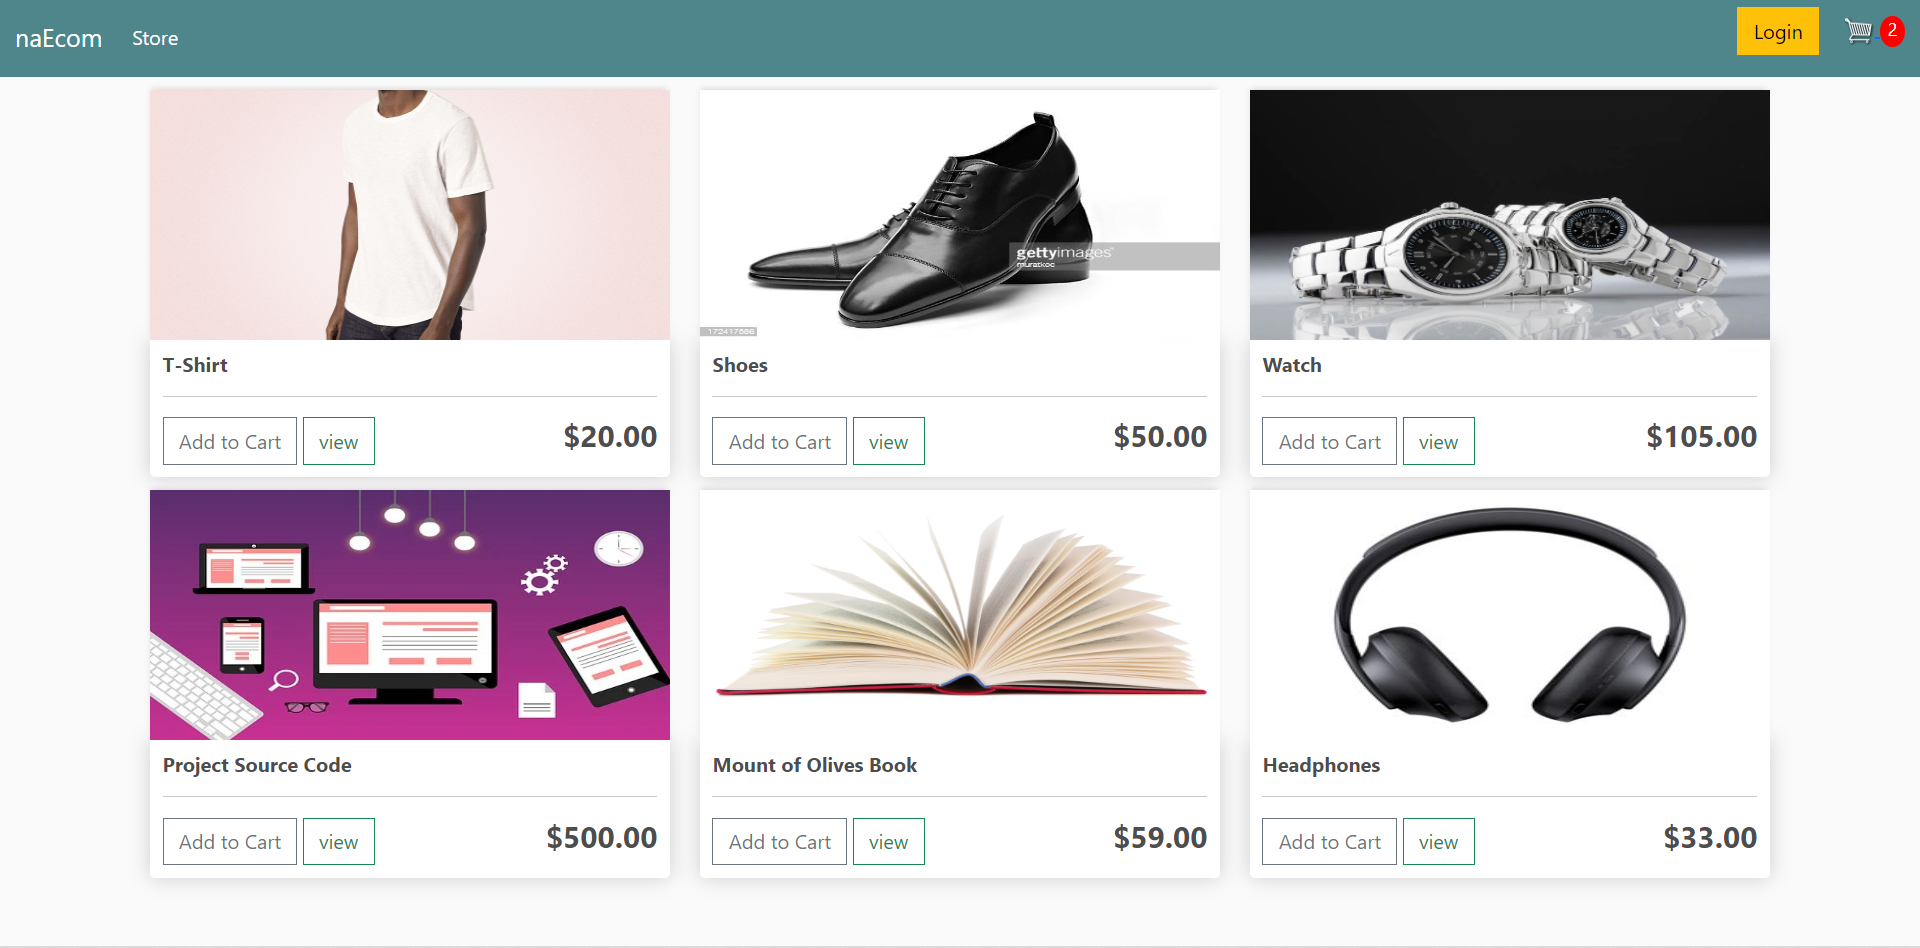 naEcom Store Login 2
gettyimages®
muratkoc
172417586
T-Shirt
Add to Cart view $20.00
Shoes
Add to Cart view $50.00
Watch
Add to Cart view $105.00
Project Source Code
Add to Cart view $500.00
Mount of Olives Book
Add to Cart view $59.00
Headphones
Add to Cart view $33.00